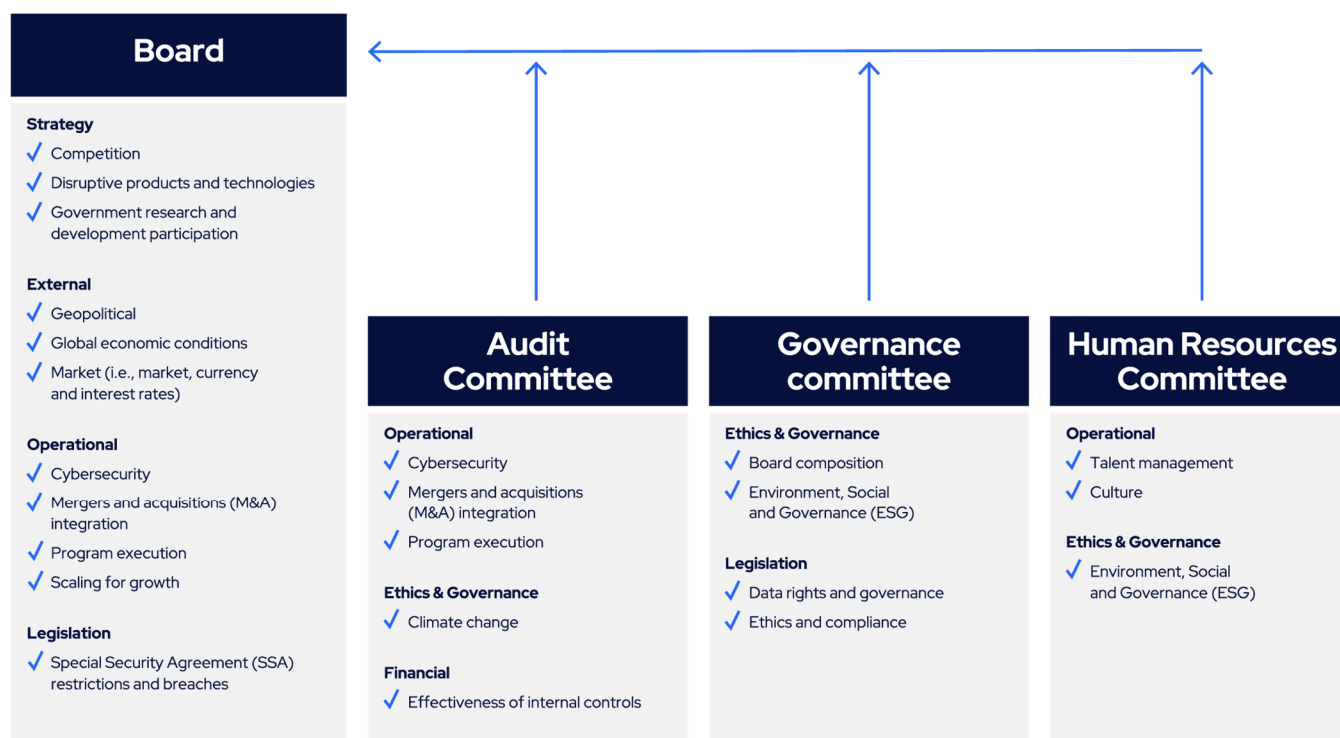 Board
Strategy
Competition
Disruptive products and technologies
Government research and
development participation
External
Geopolitical
Global economic conditions
Market (i.e., market, currency
and interest rates)
Operational
Cybersecurity
Mergers and acquisitions (M&A)
integration
Program execution
Scaling for growth
Legislation
Special Security Agreement (SSA)
restrictions and breaches
Audit
Committee
Operational
Cybersecurity
Mergers and acquisitions
(M&A) integration
Program execution
Ethics & Governance
Climate change
Financial
Effectiveness of internal controls
Governance
committee
Ethics & Governance
Board composition
Environment, Social
and Governance (ESG)
Legislation
Data rights and governance
Ethics and compliance
Human Resources
Committee
Operational
Talent management
Culture
Ethics & Governance
Environment, Social
and Governance (ESG)